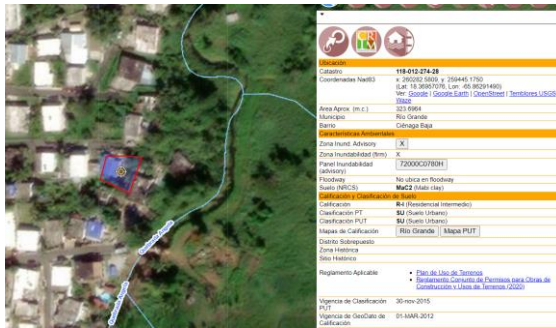 Ubicación
Catastro 118-012-274-28
Coordenadas Nad83 x: 260282.5809, y: 259445.1750
(Lat: 18.36957076, Lon: -65.86291490)
Ver: Google | Google Earth | OpenStreet | Temblores USGS
Waze
Area Aprox. (m.c.) 323.6964
Municipio Río Grande
Barrio Ciénaga Baja
Características Ambientales
Zona Inund. Advisory X
Zona Inundabilidad (firm) X
Panel Inundabilidad (advisory) 72000C0780H
Floodway No ubica en floodway
Suelo (NRCS) MaC2 (Mabi clay)
Calificación y Clasificación de Suelo
Calificación R-I (Residencial Intermedio)
Clasificación PT SU (Suelo Urbano)
Clasificación PUT SU (Suelo Urbano)
Mapas de Calificación Río Grande Mapa PUT
Distrito Sobrepuesto
Zona Histórica
Sitio Histórico
Reglamento Aplicable
• Plan de Uso de Terrenos
• Reglamento Conjunto de Permisos para Obras de
Construcción y Usos de Terrenos (2020)
Vigencia de Clasificación PUT 30-nov-2015
Vigencia de GeoDato de Calificación 01-MAR-2012